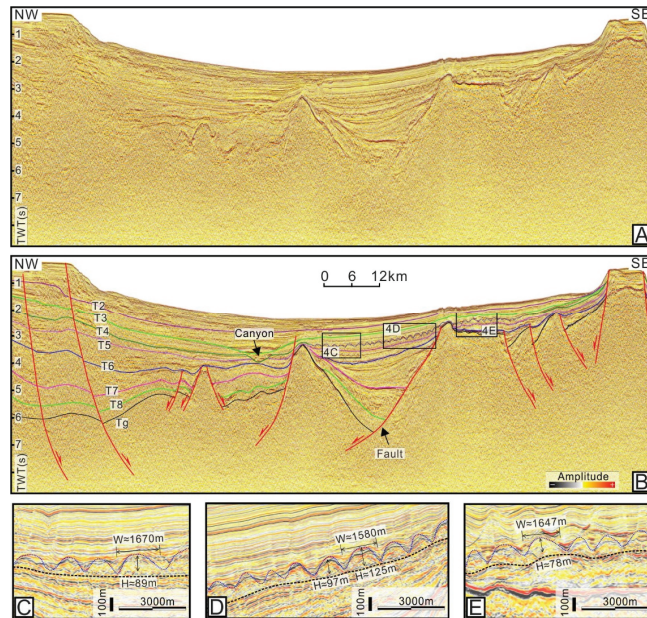 NW
SE
1
2
3
4
5
6
7
TWT(s)
A
NW
SE
0 6 12km
1
2
3
4
5
6
7
TWT(s)
T2
T3
T4
T5
T6
T7
T8
Tg
Canyon
4C
4D
4E
Fault
Amplitude
B
W=1670m
H=89m
100m
3000m
C
W=1580m
H=97m
H=125m
100m
3000m
D
W=1647m
H=78m
100m
3000m
E